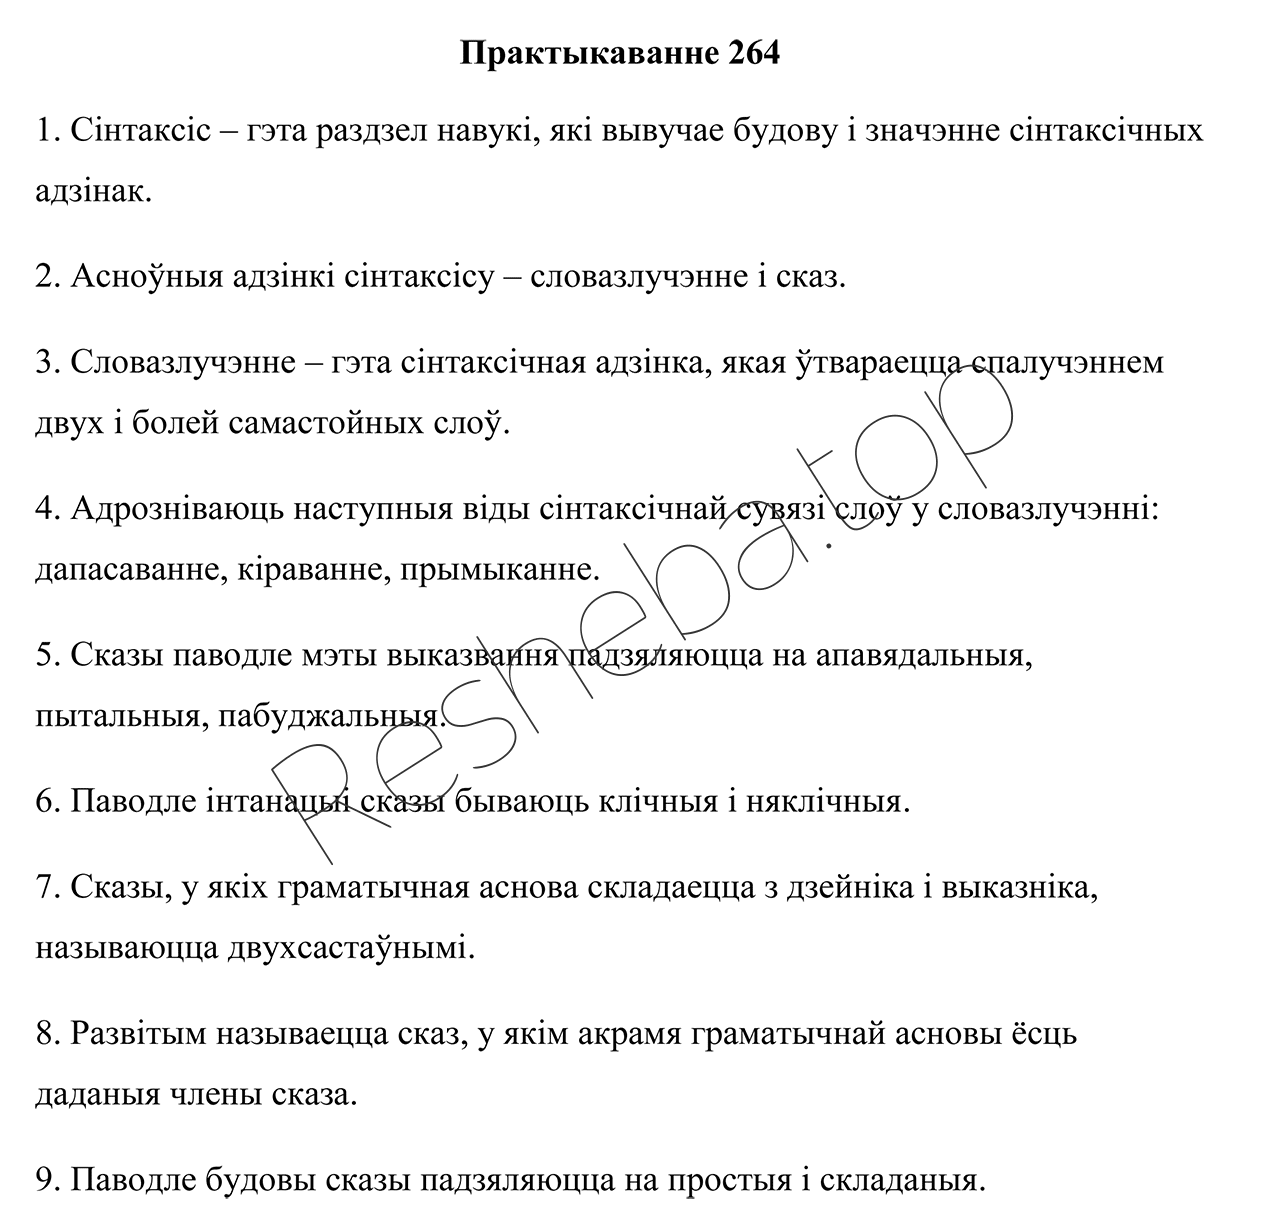 Практыкаванне 264
1. Сінтаксіс – гэта раздзел навукі, які вывучае будову і значэнне сінтаксічных
адзінак.
2. Асноўныя адзінкі сінтаксісу – словазлучэнне і сказ.
3. Словазлучэнне – гэта сінтаксічная адзінка, якая ўтвараецца спалучэннем
двух і болей самастойных слоў.
4. Адрозніваюць наступныя віды сінтаксічнай сувязі слоў у словазлучэнні:
дапасаванне, кіраванне, прымыканне.
5. Сказы паводле мэты выказвання падзяляюцца на апавядальныя,
пытальныя, пабуджальныя.
6. Паводле інтанацыі сказы бываюць клічныя і няклічныя.
7. Сказы, у якіх граматычная аснова складаецца з дзейніка і выказніка,
называюцца двухсастаўнымі.
8. Развітым называецца сказ, у якім акрамя граматычнай асновы ёсць
даданыя члены сказа.
9. Паводле будовы сказы падзяляюцца на простыя і складаныя.
Resheba.top